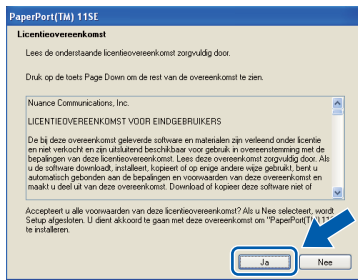 PaperPort(TM) 11SE
Licentieovereenkomst
Lees de onderstaande licentieovereenkomst zorgvuldig door.
Druk op de toets Page Down om de rest van de overeenkomst te zien.
Nuance Communications, Inc.
LICENTIEOVEREENKOMST VOOR EINDGEBRUIKERS
De bij deze overeenkomst geleverde software en materialen zijn verleend onder licentie
en niet verkocht en zijn uitsluitend beschikbaar voor gebruik in overeenstemming met de
bepalingen van deze licentieovereenkomst. Lees deze overeenkomst zorgvuldig door. Als
u de software downloadt, installeert, kopieert of op enige andere wijze gebruikt, bent u
automatisch gebonden aan de bepalingen en voorwaarden van deze overeenkomst en
maakt u deel uit van deze overeenkomst. Download of kopieer deze software niet of
Accepteert u alle voorwaarden van deze licentieovereenkomst? Als u Nee selecteert, wordt
Setup afgesloten. U dient akkoord te gaan met deze overeenkomst om "PaperPort(TM) 11
te installeren.
Ja
Nee